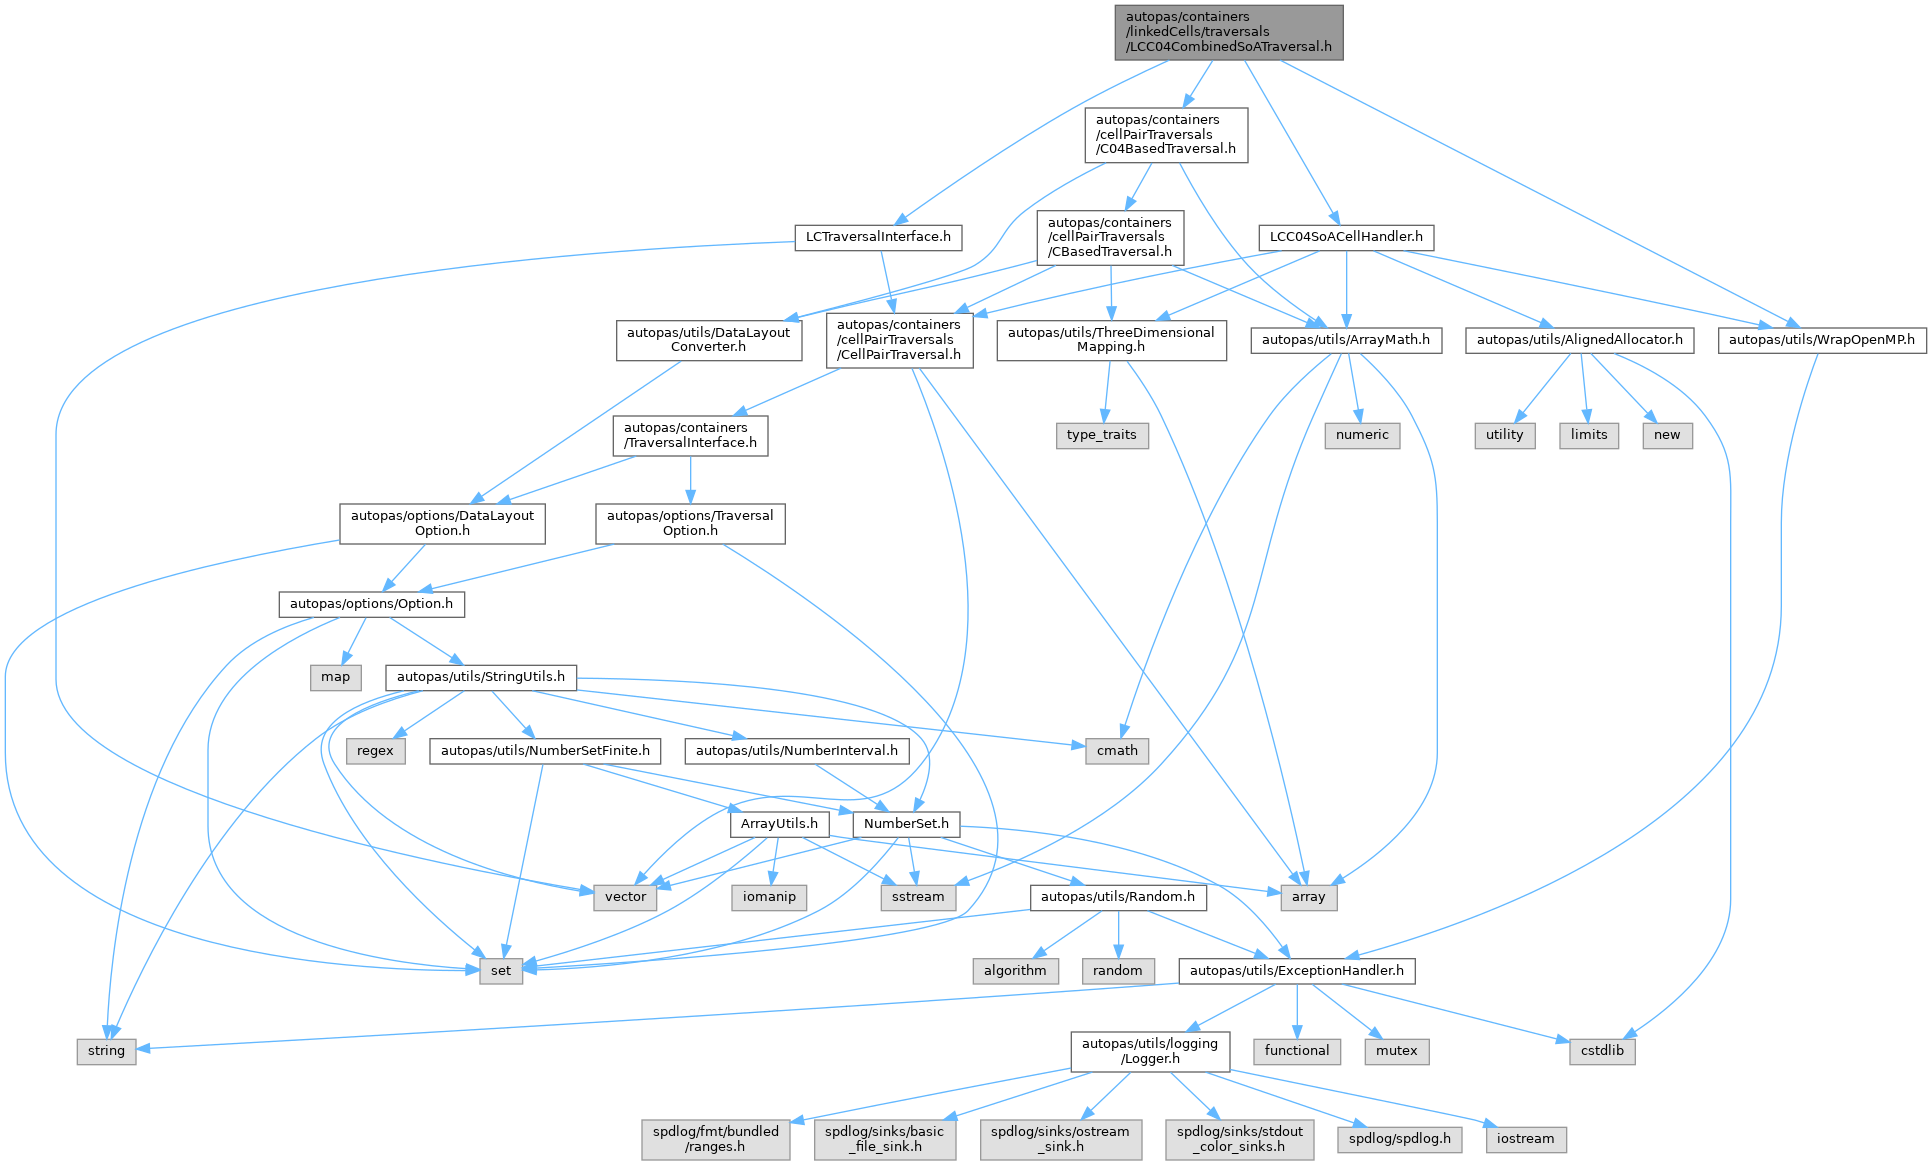 autopas/containers
/linkedCells/traversals
/LCC04CombinedSoATraversal.h
autopas/containers
/cellPairTraversals
/C04BasedTraversal.h
LCTraversalInterface.h
autopas/containers
/cellPairTraversals
/CBasedTraversal.h
LCC04SoACellHandler.h
autopas/utils/DataLayout
Converter.h
autopas/containers
/cellPairTraversals
/CellPairTraversal.h
autopas/utils/ThreeDimensional
Mapping.h
autopas/utils/ArrayMath.h
autopas/utils/AlignedAllocator.h
autopas/utils/WrapOpenMP.h
autopas/containers
/TraversalInterface.h
type_traits
numeric
utility
limits
new
autopas/options/DataLayout
Option.h
autopas/options/Traversal
Option.h
autopas/options/Option.h
map
autopas/utils/StringUtils.h
regex
autopas/utils/NumberSetFinite.h
autopas/utils/NumberInterval.h
cmath
ArrayUtils.h
NumberSet.h
vector
iomanip
sstream
autopas/utils/Random.h
array
set
algorithm
random
autopas/utils/ExceptionHandler.h
string
autopas/utils/logging
/Logger.h
functional
mutex
cstdlib
spdlog/fmt/bundled
/ranges.h
spdlog/sinks/basic
_file_sink.h
spdlog/sinks/ostream
_sink.h
spdlog/sinks/stdout
_color_sinks.h
spdlog/spdlog.h
iostream